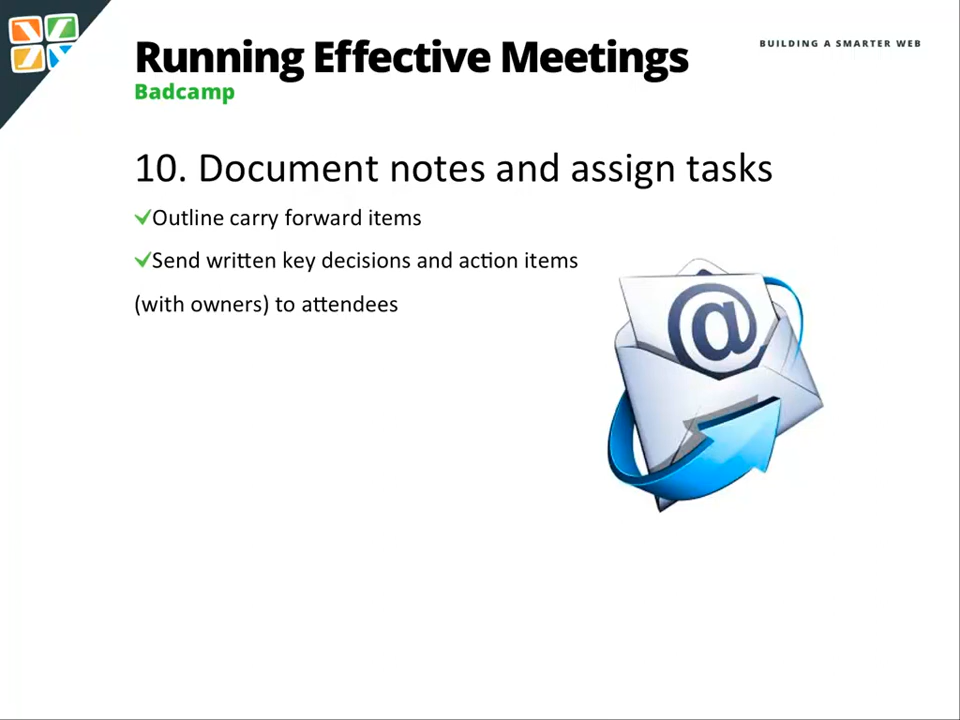 Running Effective Meetings
BUILDING A SMARTER WEB
Badcamp
10. Document notes and assign tasks
Outline carry forward items
Send written key decisions and action items
(with owners) to attendees
@